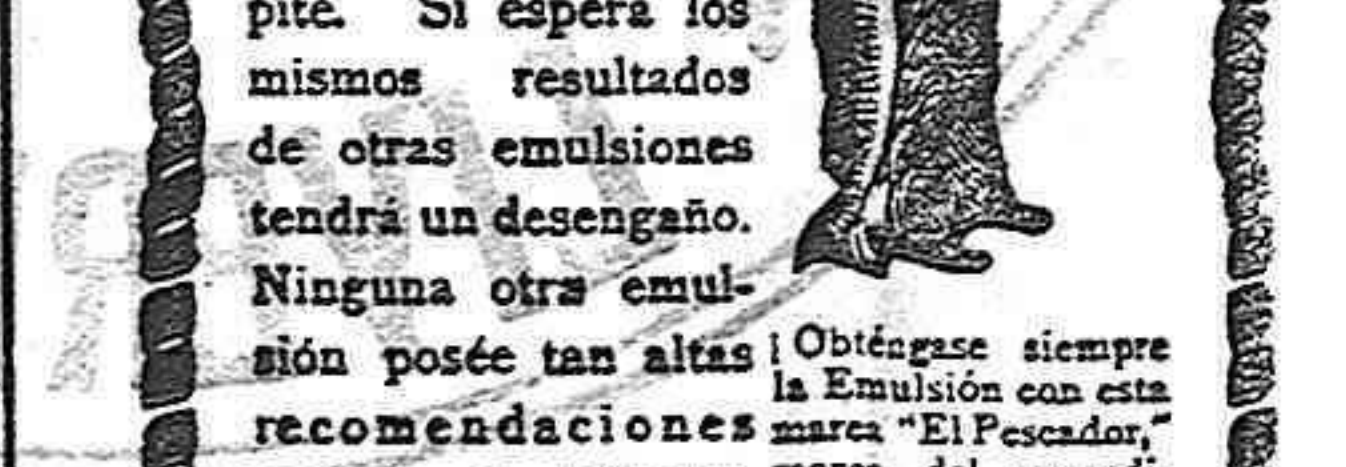 pite. Si espera los
mismos resultados
de otras emulsiones
tendrá un desengaño.
Ninguna otra emul-
sión posée tan altas
recomendaciones
¡Obténgase siempre
la Emulsión con esta
marca "El Pescador,"